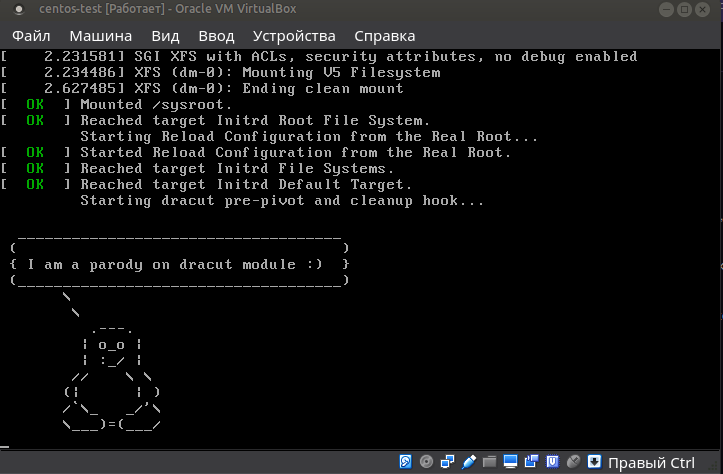 centos-test [Работает] - Oracle VM VirtualBox
Файл Машина Вид Ввод Устройства Справка
[    2.231581] SGI XFS with ACLs, security attributes, no debug enabled
[    2.234486] XFS (dm-0): Mounting V5 Filesystem
[    2.627485] XFS (dm-0): Ending clean mount
[  OK  ] Mounted /sysroot.
[  OK  ] Reached target Initrd Root File System.
         Starting Reload Configuration from the Real Root...
[  OK  ] Started Reload Configuration from the Real Root.
[  OK  ] Reached target Initrd File Systems.
[  OK  ] Reached target Initrd Default Target.
         Starting dracut pre-pivot and cleanup hook...
{ I am a parody on dracut module :)  }
Правый Ctrl